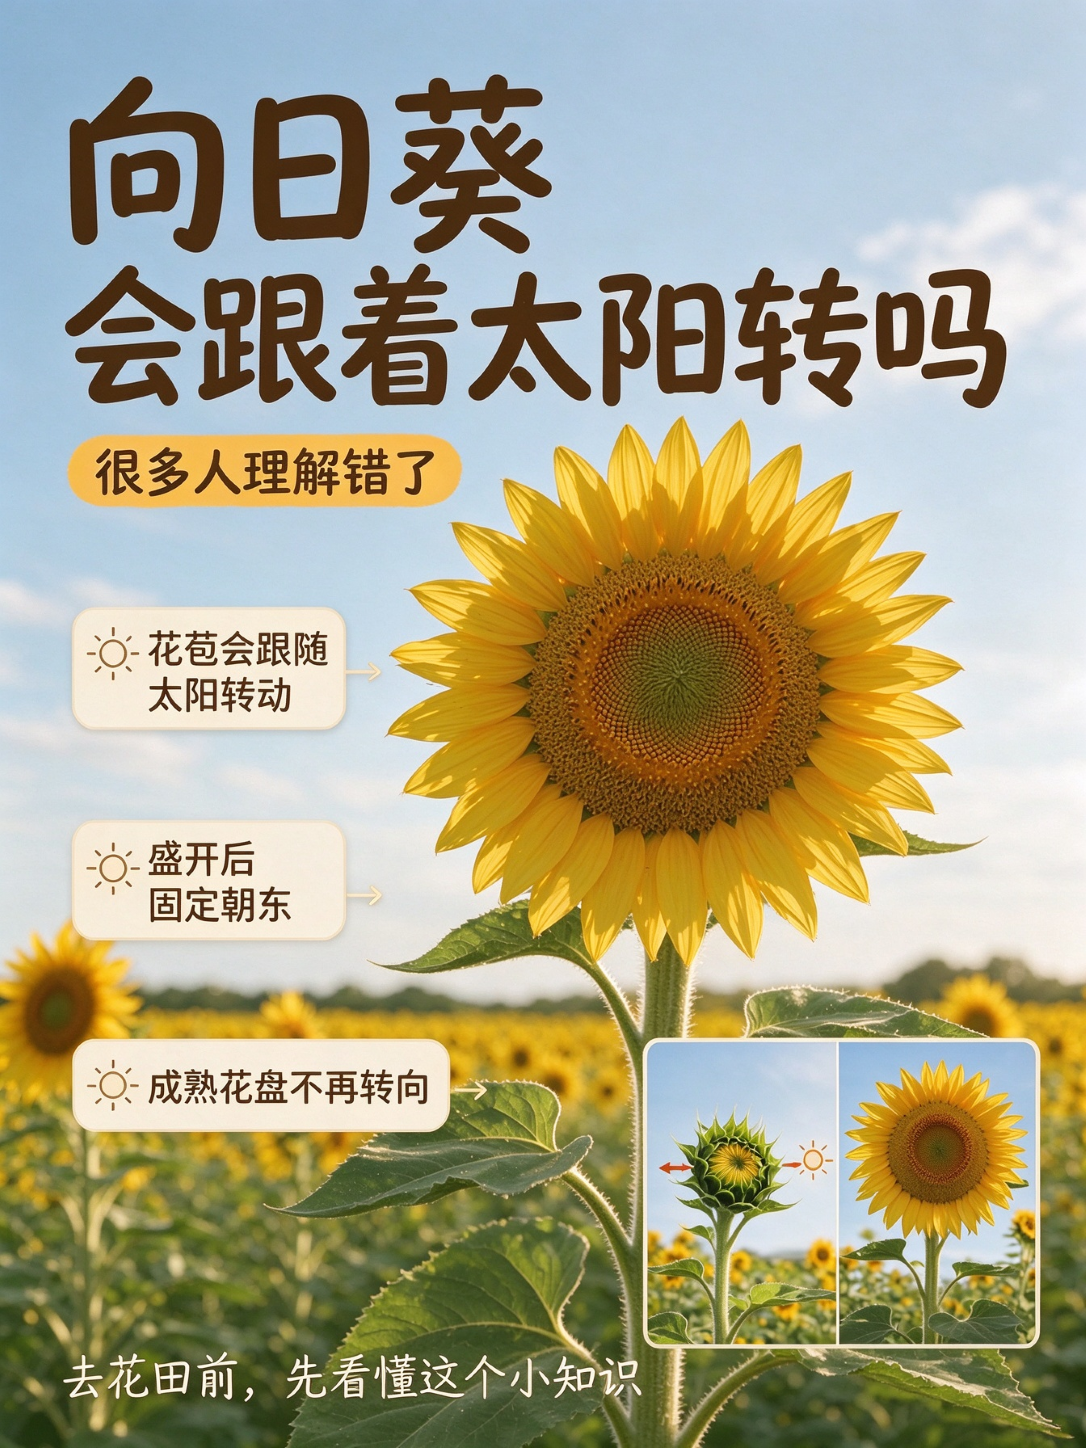 向日葵
会跟着太阳转吗
很多人理解错了
花苞会跟随
太阳转动
盛开后
固定朝东
成熟花盘不再转向
去花田前，先看懂这个小知识